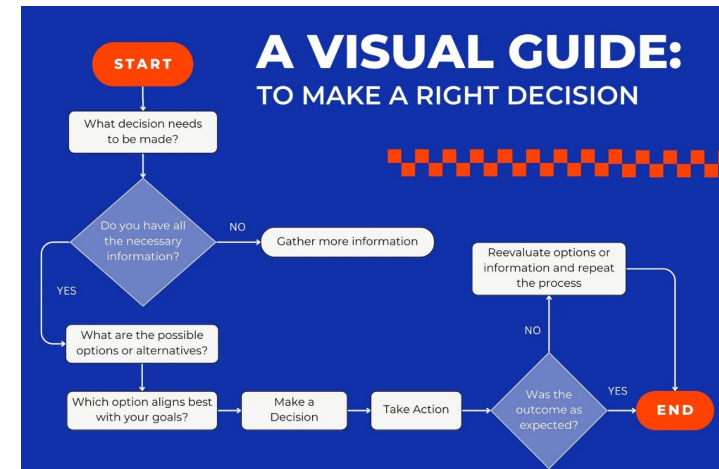 A VISUAL GUIDE:
TO MAKE A RIGHT DECISION
START
What decision needs
to be made?
Do you have all
the necessary
information?
NO
Gather more information
YES
What are the possible
options or alternatives?
Which option aligns best
with your goals?
Make a
Decision
Take Action
Was the
outcome as
expected?
NO
Reevaluate options or
information and repeat
the process
YES
END